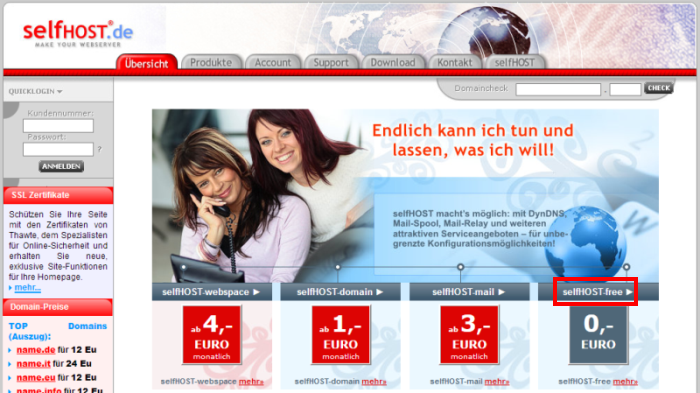 selfHOST.de
MAKE YOUR WEBSERVER
Übersicht
Produkte
Account
Support
Download
Kontakt
selfHOST
QUICKLOGIN
Domaincheck
.
CHECK
Kundennummer:
Passwort:
?
ANMELDEN
SSL Zertifikate
Schützen Sie Ihre Seite
mit den Zertifikaten von
Thawte, dem Spezialisten
für Online-Sicherheit und
erhalten Sie neue,
exklusive Site-Funktionen
für Ihre Homepage.
mehr...
Domain-Preise
TOP Domains
(Auszug):
name.de für 12 Eu
name.it für 24 Eu
name.eu für 12 Eu
name.info für 12 Eu
Endlich kann ich tun und
lassen, was ich will!
selfHOST macht's möglich: mit DynDNS,
Mail-Spool, Mail-Relay und weiteren
attraktiven Serviceangeboten – für unbe-
grenzte Konfigurationsmöglichkeiten!
selfHOST-webspace
ab 4,-
EURO
monatlich
selfHOST-webspace mehr»
selfHOST-domain
ab 1,-
EURO
monatlich
selfHOST-domain mehr»
selfHOST-mail
ab 3,-
EURO
monatlich
selfHOST-mail mehr»
selfHOST-free
0,-
EURO
selfHOST-free mehr»